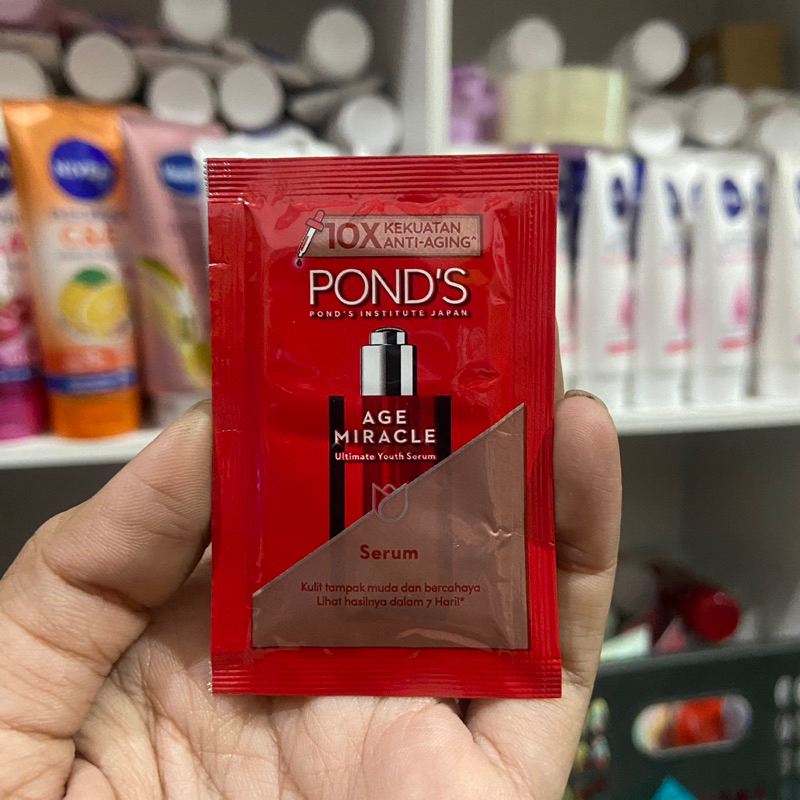 10X KEKUATAN
ANTI-AGING^
POND'S
POND'S INSTITUTE JAPAN
AGE
MIRACLE
Ultimate Youth Serum
Serum
Kulit tampak muda dan bercahaya
Lihat hasilnya dalam 7 Hari!*
NIVEA
C&E